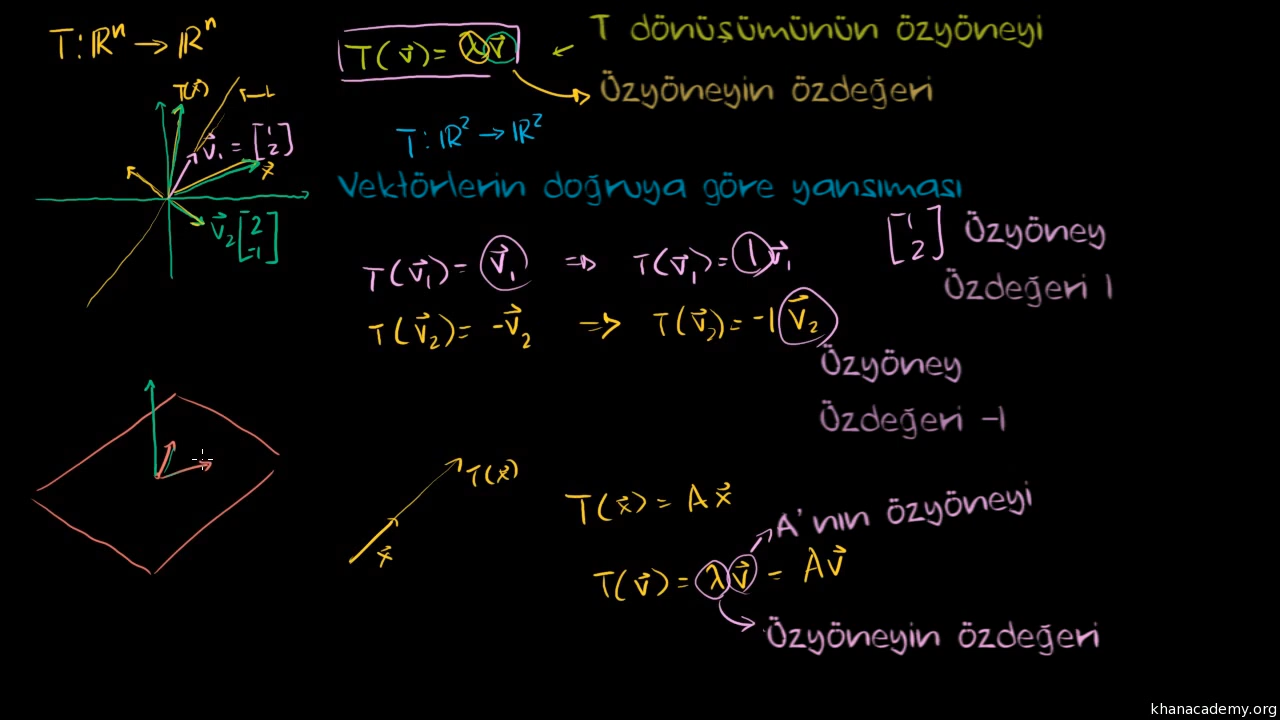 T: ℝⁿ → ℝⁿ
T(v⃗) = λv⃗ ← T dönüşümünün özyöneyi
Özyöneyin özdeğeri
T: ℝ² → ℝ²
Vektörlerin doğruya göre yansıması
T(x⃗)
L
v⃗₁ = [1 2]
x⃗
v⃗₂ [2 -1]
T(v⃗₁) = v⃗₁ ⇒ T(v⃗₁) = 1v⃗₁
[1 2] Özyöney
Özdeğeri 1
T(v⃗₂) = -v⃗₂ ⇒ T(v⃗₂) = -1 v⃗₂
Özyöney
Özdeğeri -1
T(x⃗)
x⃗
T(x⃗) = Ax⃗
A'nın özyöneyi
T(v⃗) = λv⃗ = Av⃗
Özyöneyin özdeğeri
khanacademy.org